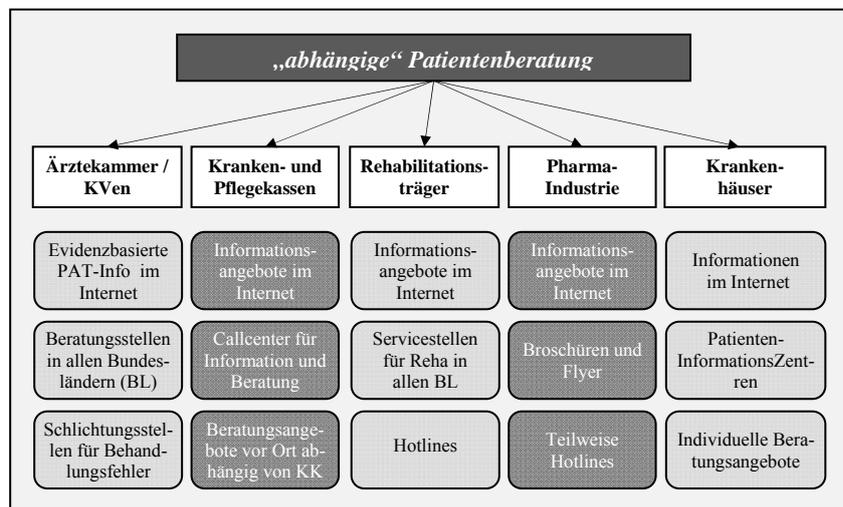 „abhängige“ Patientenberatung
Ärztekammer /
KVen
Kranken- und
Pflegekassen
Rehabilitations-
träger
Pharma-
Industrie
Kranken-
häuser
Evidenzbasierte
PAT-Info im
Internet
Informations-
angebote im
Internet
Informations-
angebote im
Internet
Informations-
angebote im
Internet
Informationen
im Internet
Beratungsstellen
in allen Bundes-
ländern (BL)
Callcenter für
Information und
Beratung
Servicestellen
für Reha in
allen BL
Broschüren und
Flyer
Patienten-
InformationsZent-
ren
Schlichtungsstel-
len für Behand-
lungsfehler
Beratungsange-
bote vor Ort ab-
hängig von KK
Hotlines
Teilweise
Hotlines
Individuelle Bera-
tungsangebote